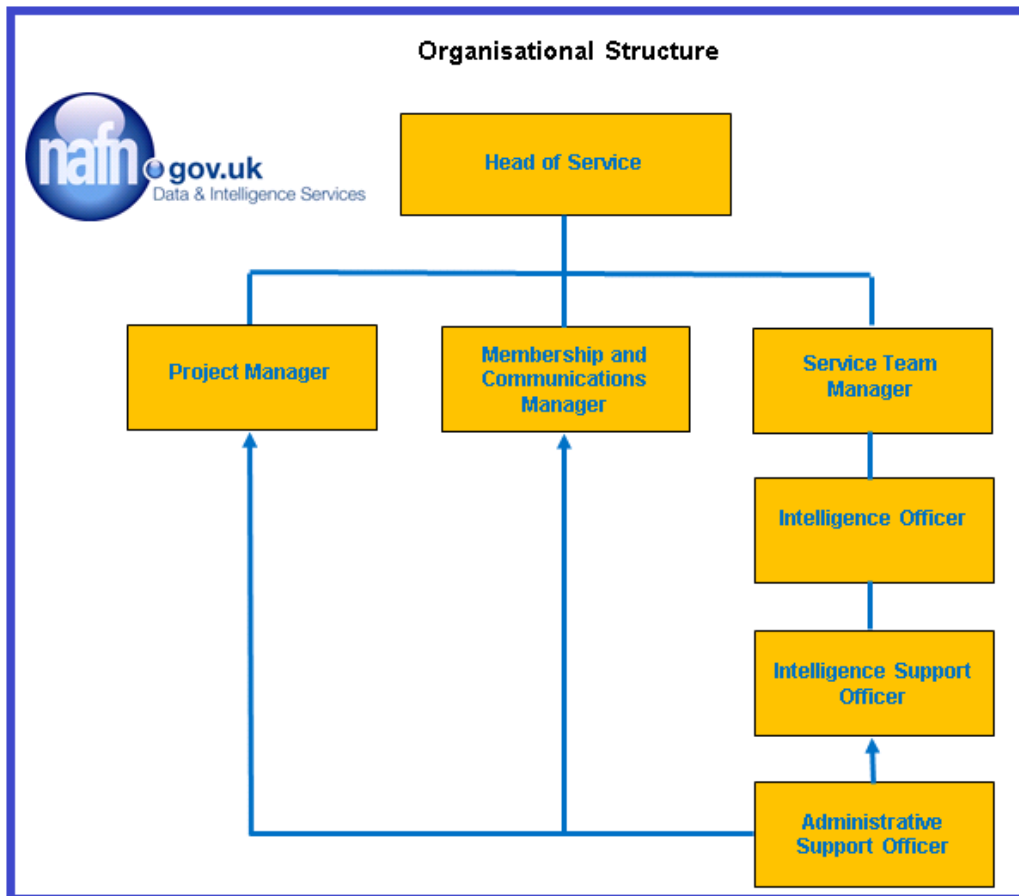 Organisational Structure
nafn.gov.uk
Data & Intelligence Services
Head of Service
Project Manager
Membership and
Communications
Manager
Service Team
Manager
Intelligence Officer
Intelligence Support
Officer
Administrative
Support Officer